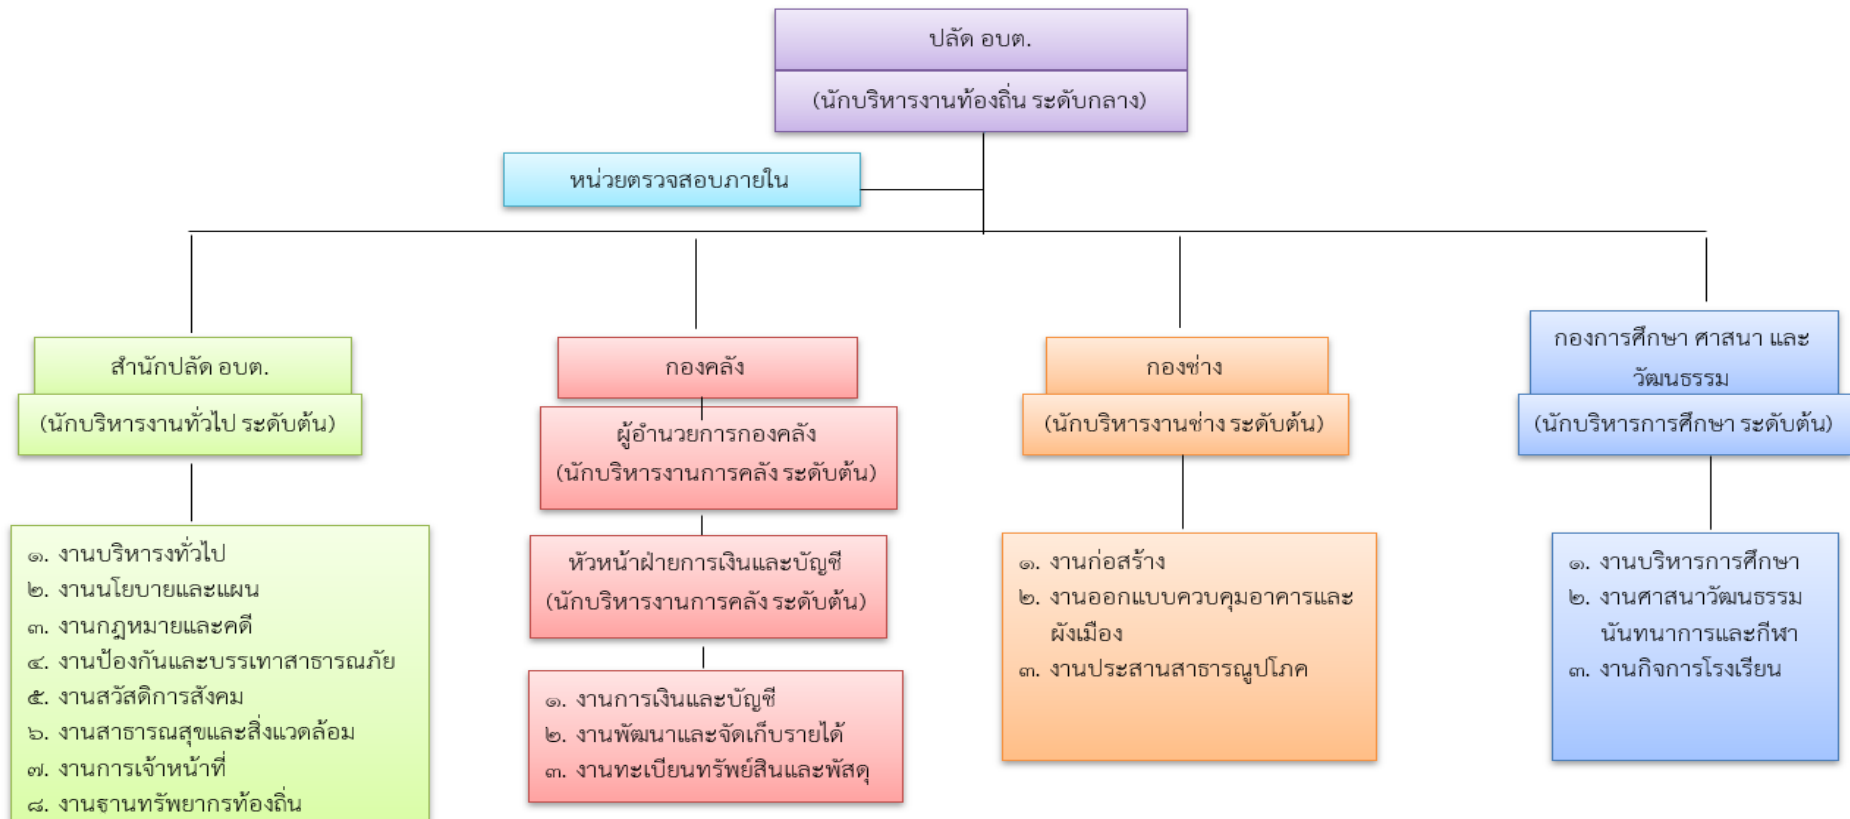 ปลัด อบต.
(นักบริหารงานท้องถิ่น ระดับกลาง)
หน่วยตรวจสอบภายใน
สำนักปลัด อบต.
(นักบริหารงานทั่วไป ระดับต้น)
๑. งานบริหารงทั่วไป
๒. งานนโยบายและแผน
๓. งานกฎหมายและคดี
๔. งานป้องกันและบรรเทาสาธารณภัย
๕. งานสวัสดิการสังคม
๖. งานสาธารณสุขและสิ่งแวดล้อม
๗. งานการเจ้าหน้าที่
๘. งานฐานทรัพยากรท้องถิ่น
กองคลัง
ผู้อำนวยการกองคลัง
(นักบริหารงานการคลัง ระดับต้น)
หัวหน้าฝ่ายการเงินและบัญชี
(นักบริหารงานการคลัง ระดับต้น)
๑. งานการเงินและบัญชี
๒. งานพัฒนาและจัดเก็บรายได้
๓. งานทะเบียนทรัพย์สินและพัสดุ
กองช่าง
(นักบริหารงานช่าง ระดับต้น)
๑. งานก่อสร้าง
๒. งานออกแบบควบคุมอาคารและ
ผังเมือง
๓. งานประสานสาธารณูปโภค
กองการศึกษา ศาสนา และ
วัฒนธรรม
(นักบริหารการศึกษา ระดับต้น)
๑. งานบริหารการศึกษา
๒. งานศาสนาวัฒนธรรม
นันทนาการและกีฬา
๓. งานกิจการโรงเรียน